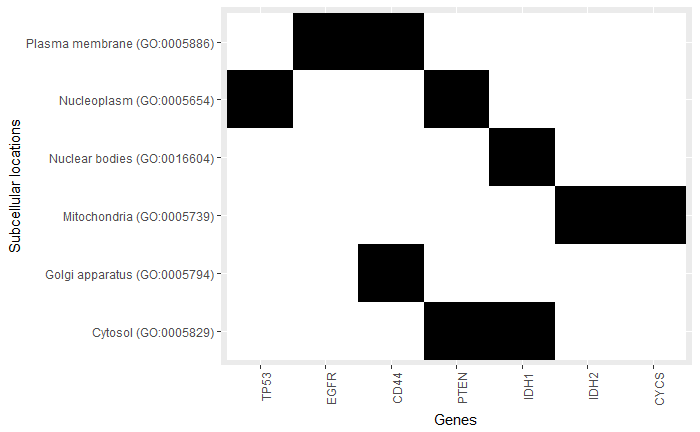 Plasma membrane (GO:0005886)
Nucleoplasm (GO:0005654)
Nuclear bodies (GO:0016604)
Mitochondria (GO:0005739)
Golgi apparatus (GO:0005794)
Cytosol (GO:0005829)
Subcellular locations
TP53
EGFR
CD44
PTEN
IDH1
IDH2
CYCS
Genes